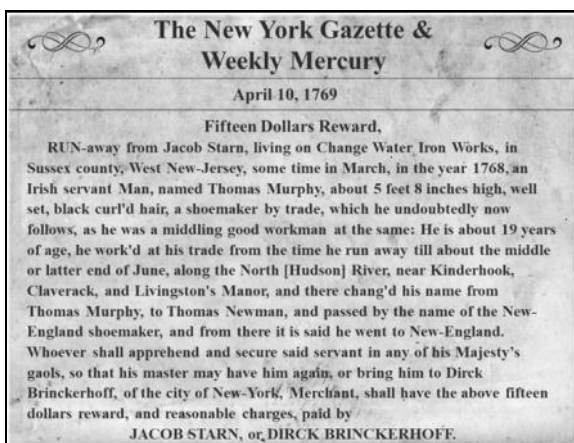 The New York Gazette &
Weekly Mercury
April 10, 1769
Fifteen Dollars Reward,
RUN-away from Jacob Starn, living on Change Water Iron Works, in
Sussex county, West New-Jersey, some time in March, in the year 1768, an
Irish servant Man, named Thomas Murphy, about 5 feet 8 inches high, well
set, black curl'd hair, a shoemaker by trade, which he undoubtedly now
follows, as he was a middling good workman at the same: He is about 19 years
of age, he work'd at his trade from the time he run away till about the middle
or latter end of June, along the North [Hudson] River, near Kinderhook,
Claverack, and Livingston's Manor, and there chang'd his name from
Thomas Murphy, to Thomas Newman, and passed by the name of the New-
England shoemaker, and from there it is said he went to New-England.
Whoever shall apprehend and secure said servant in any of his Majesty's
gaols, so that his master may have him again, or bring him to Dirck
Brinckerhoff, of the city of New-York, Merchant, shall have the above fifteen
dollars reward, and reasonable charges, paid by
JACOB STARN, or DIRCK BRINCKERHOFF.